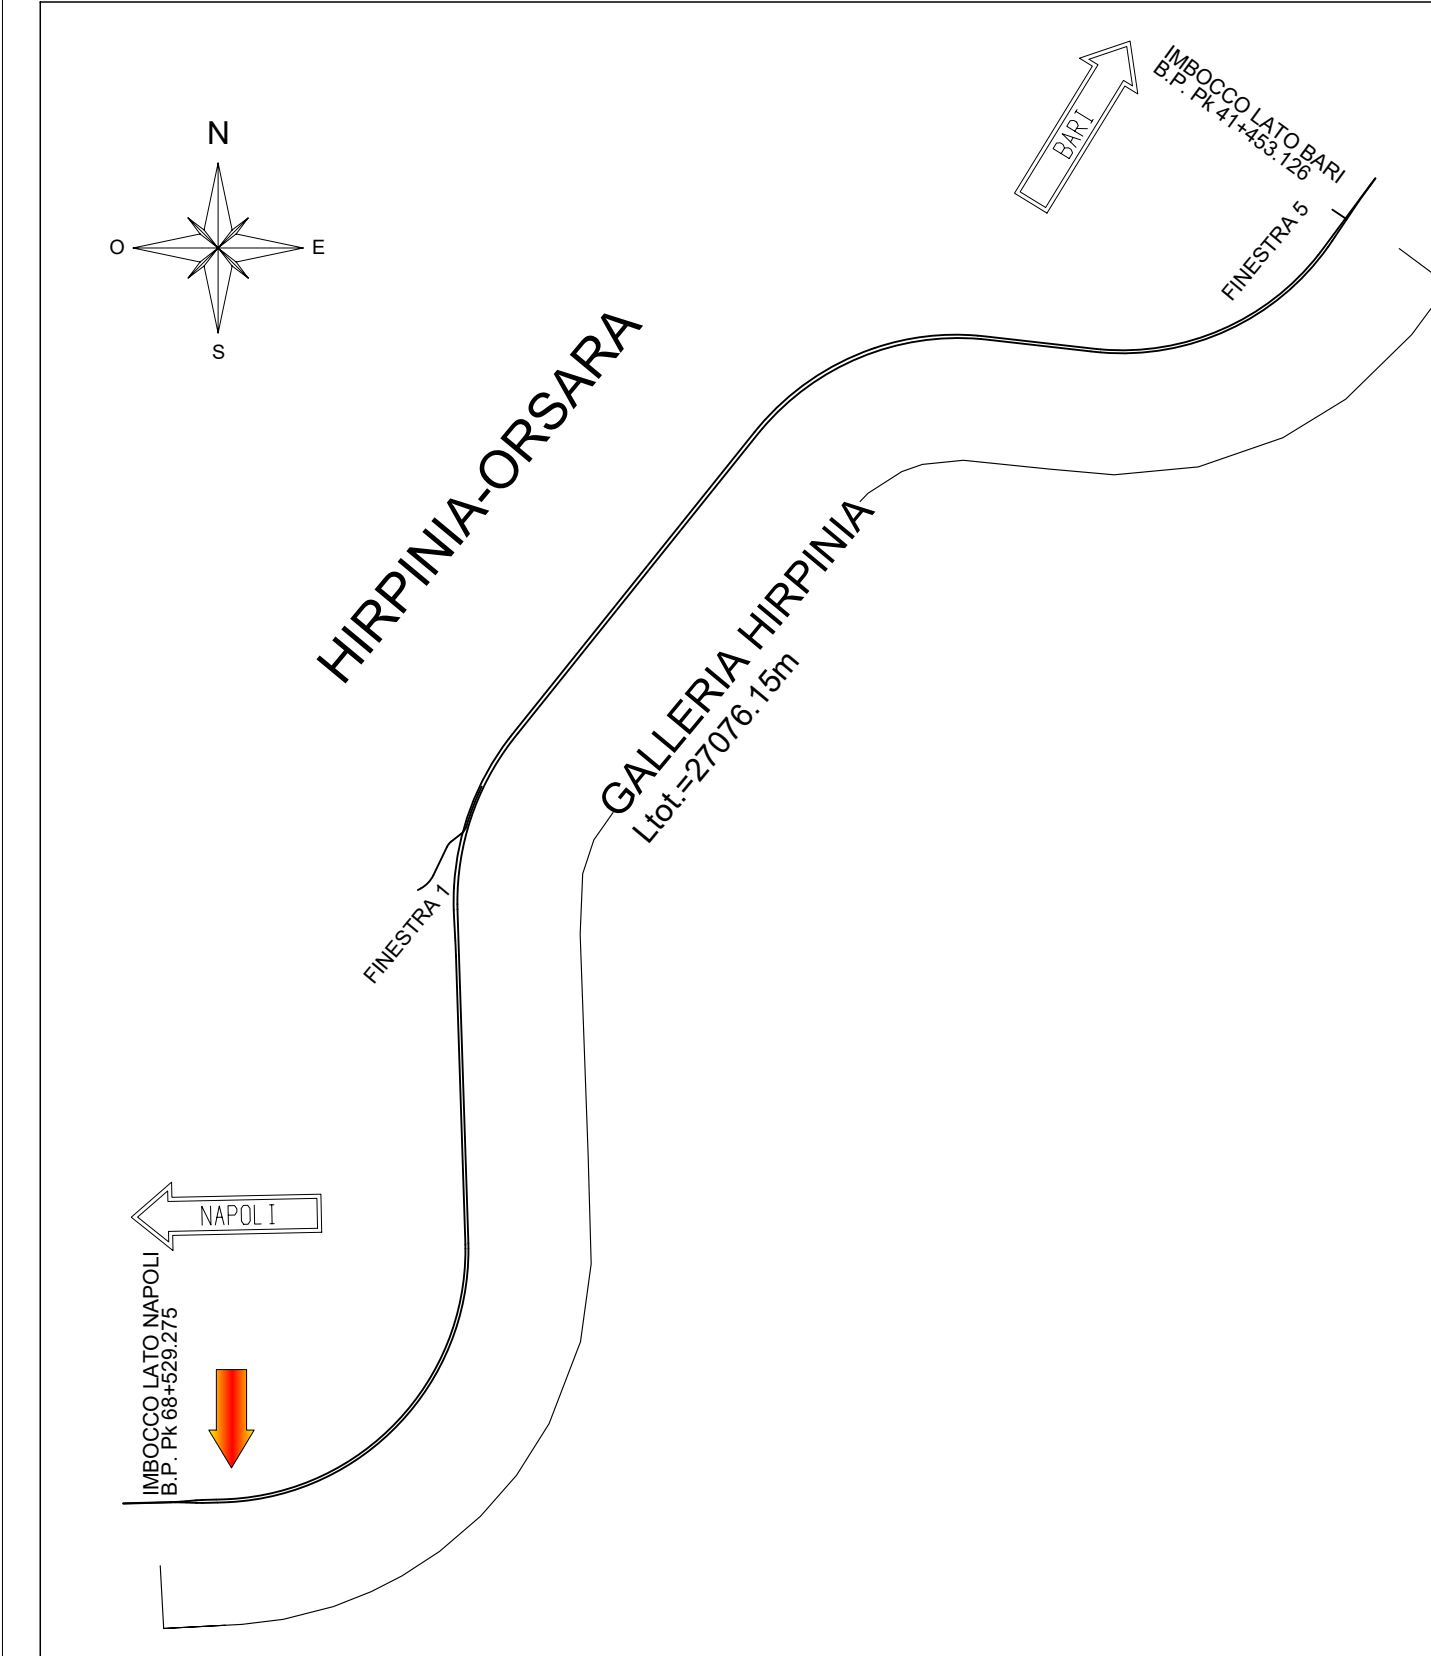 IMBOCCO LATO BARI
B.P. Pk 41+453.126
BARI
N
O
E
S
FINESTRA 5
HIRPINIA-ORSARA
GALLERIA HIRPINIA
Ltot.=27076.15m
FINESTRA 1
NAPOLI
IMBOCCO LATO NAPOLI
B.P. Pk 68+529.275